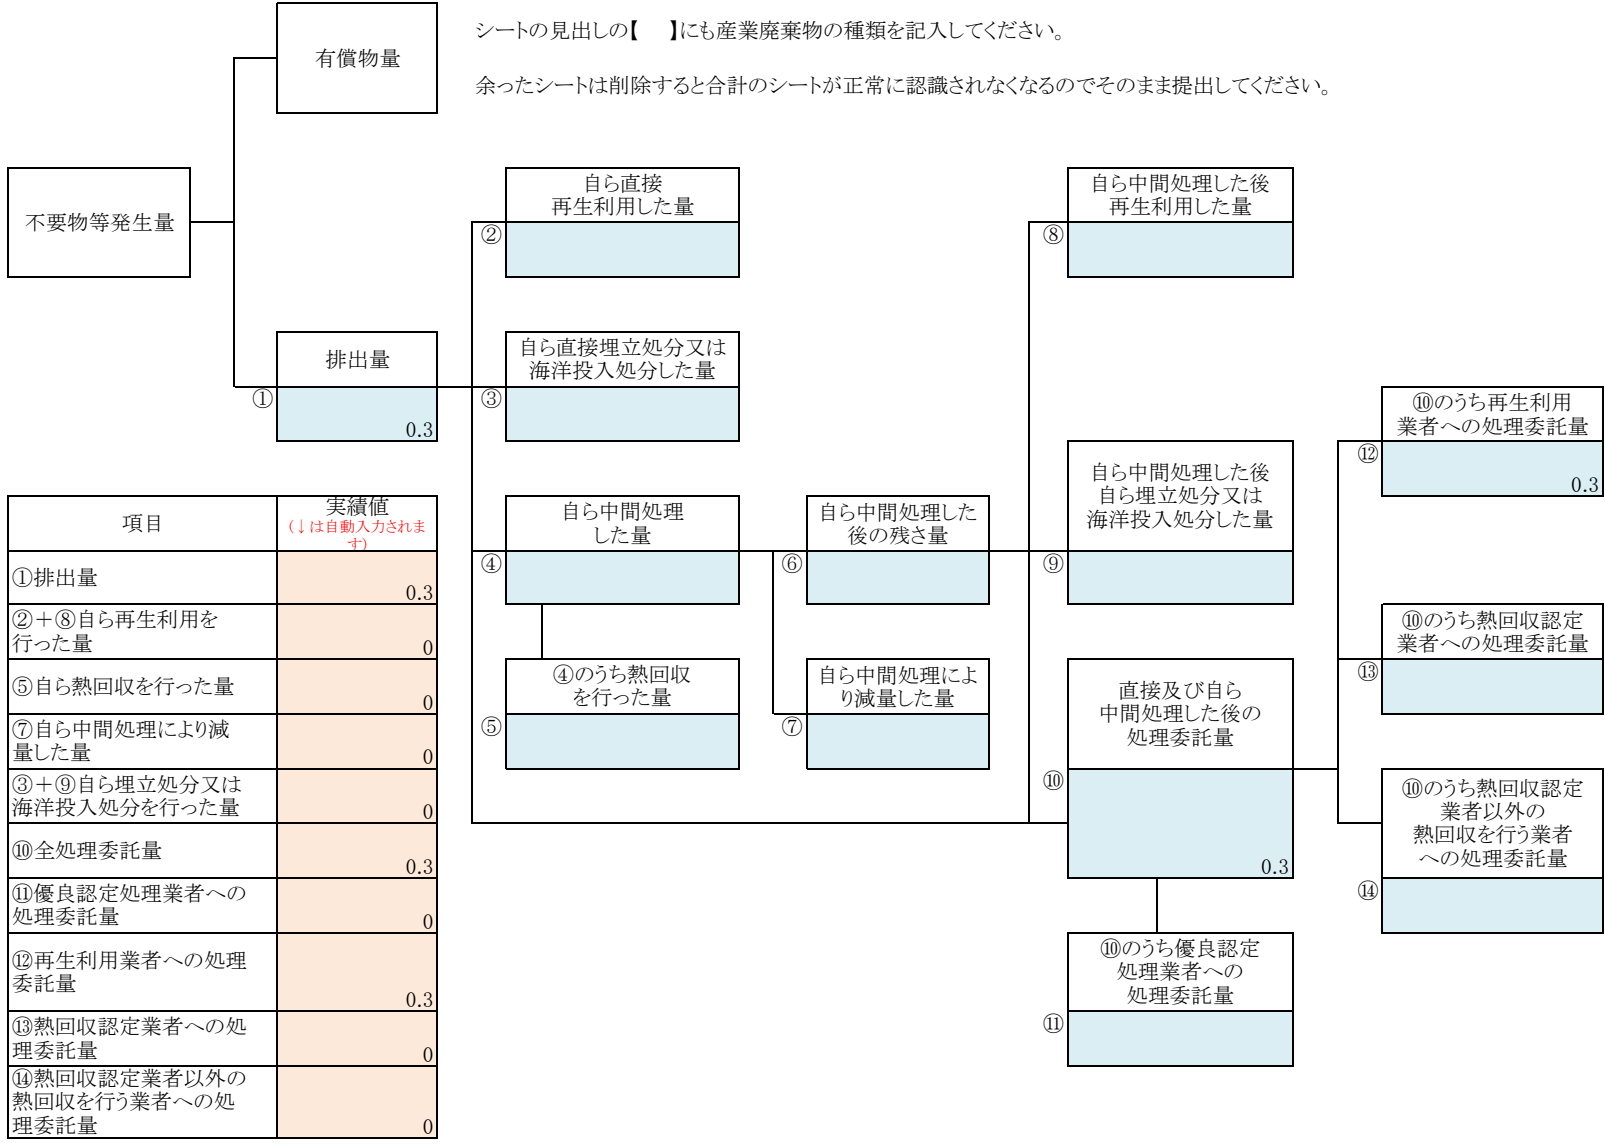 シートの見出しの【　】にも産業廃棄物の種類を記入してください。
有償物量
余ったシートは削除すると合計のシートが正常に認識されなくなるのでそのまま提出してください。
不要物等発生量
自ら直接
再生利用した量
②
自ら中間処理した後
再生利用した量
⑧
排出量
①
0.3
自ら直接埋立処分又は
海洋投入処分した量
③
⑩のうち再生利用
業者への処理委託量
⑫
0.3
自ら中間処理した後
自ら埋立処分又は
海洋投入処分した量
⑨
自ら中間処理
した量
④
自ら中間処理した
後の残さ量
⑥
④のうち熱回収
を行った量
⑤
自ら中間処理によ
り減量した量
⑦
直接及び自ら
中間処理した後の
処理委託量
⑩
0.3
⑩のうち熱回収認定
業者への処理委託量
⑬
⑩のうち熱回収認定
業者以外の
熱回収を行う業者
への処理委託量
⑭
⑩のうち優良認定
処理業者への
処理委託量
⑪
項目
実績値
(↓は自動入力されま
す)
①排出量
0.3
②＋⑧自ら再生利用を
行った量
0
⑤自ら熱回収を行った量
0
⑦自ら中間処理により減
量した量
0
③＋⑨自ら埋立処分又は
海洋投入処分を行った量
0
⑩全処理委託量
0.3
⑪優良認定処理業者への
処理委託量
0
⑫再生利用業者への処理
委託量
0.3
⑬熱回収認定業者への処
理委託量
0
⑭熱回収認定業者以外の
熱回収を行う業者への処
理委託量
0